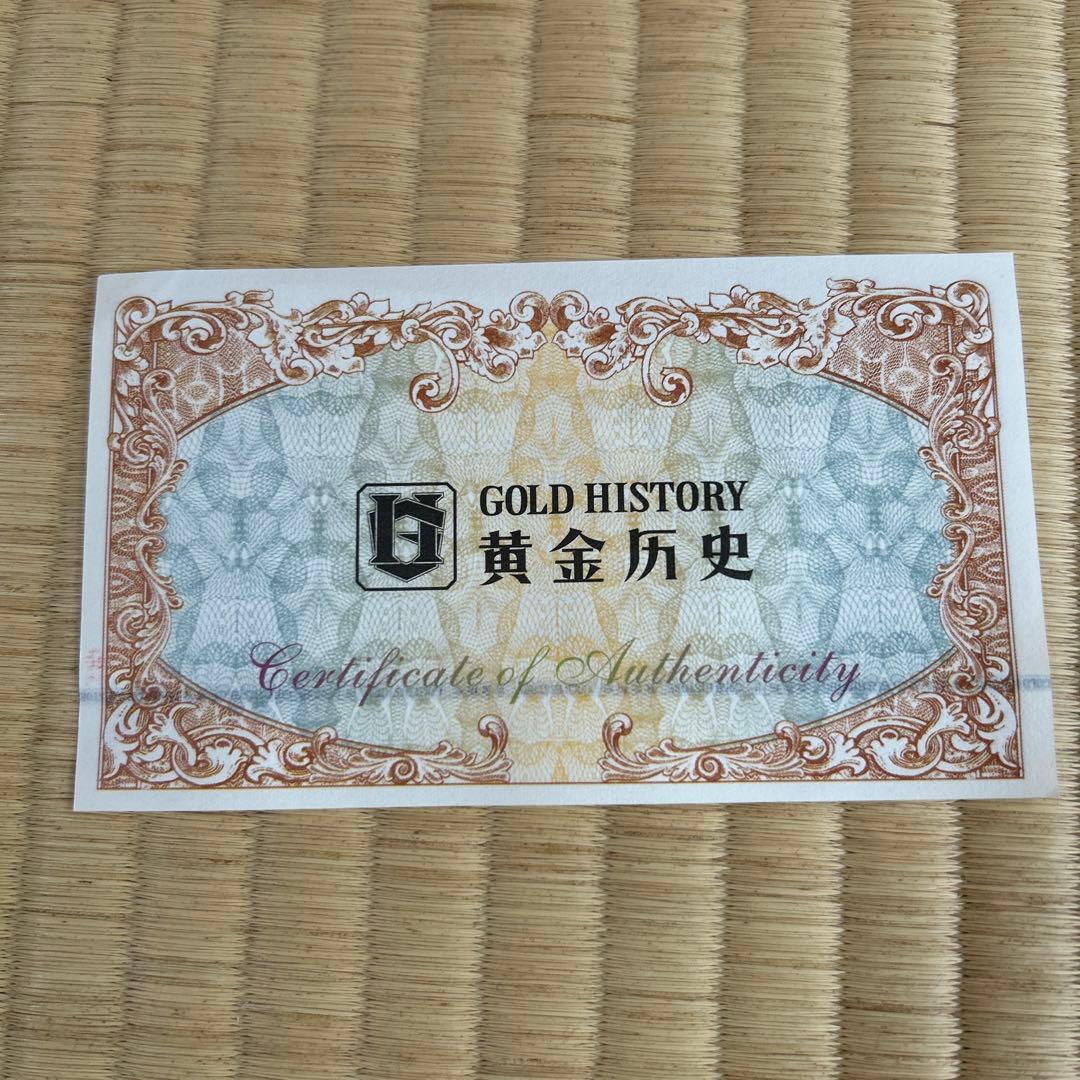 GOLD HISTORY
黄金历史
Certificate of Authenticity